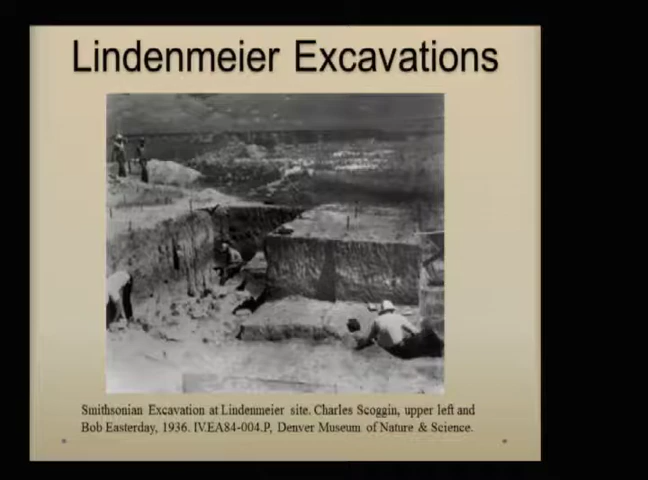 Lindenmeier Excavations
Smithsonian Excavation at Lindenmeier site. Charles Scoggin, upper left and
Bob Easterday, 1936. IV.EA84-004.P, Denver Museum of Nature & Science.